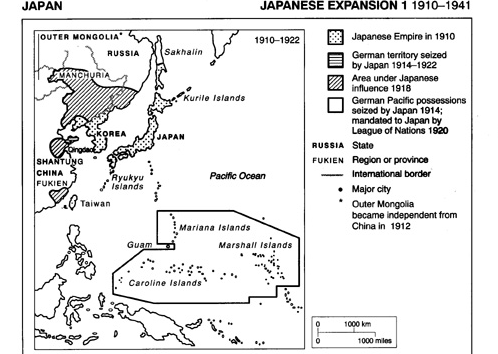 JAPAN
JAPANESE EXPANSION 1 1910–1941
OUTER MONGOLIA*
RUSSIA
Sakhalin
1910–1922
MANCHURIA
Kurile Islands
KOREA
JAPAN
Qingdao
SHANTUNG
CHINA
FUKIEN
Ryukyu
Islands
Pacific Ocean
Taiwan
Mariana Islands
Guam
Marshall Islands
Caroline Islands
Japanese Empire in 1910
German territory seized
by Japan 1914–1922
Area under Japanese
influence 1918
German Pacific possessions
seized by Japan 1914;
mandated to Japan by
League of Nations 1920
RUSSIA State
FUKIEN Region or province
International border
Major city
* Outer Mongolia
became independent from
China in 1912
0 1000 km
0 1000 miles